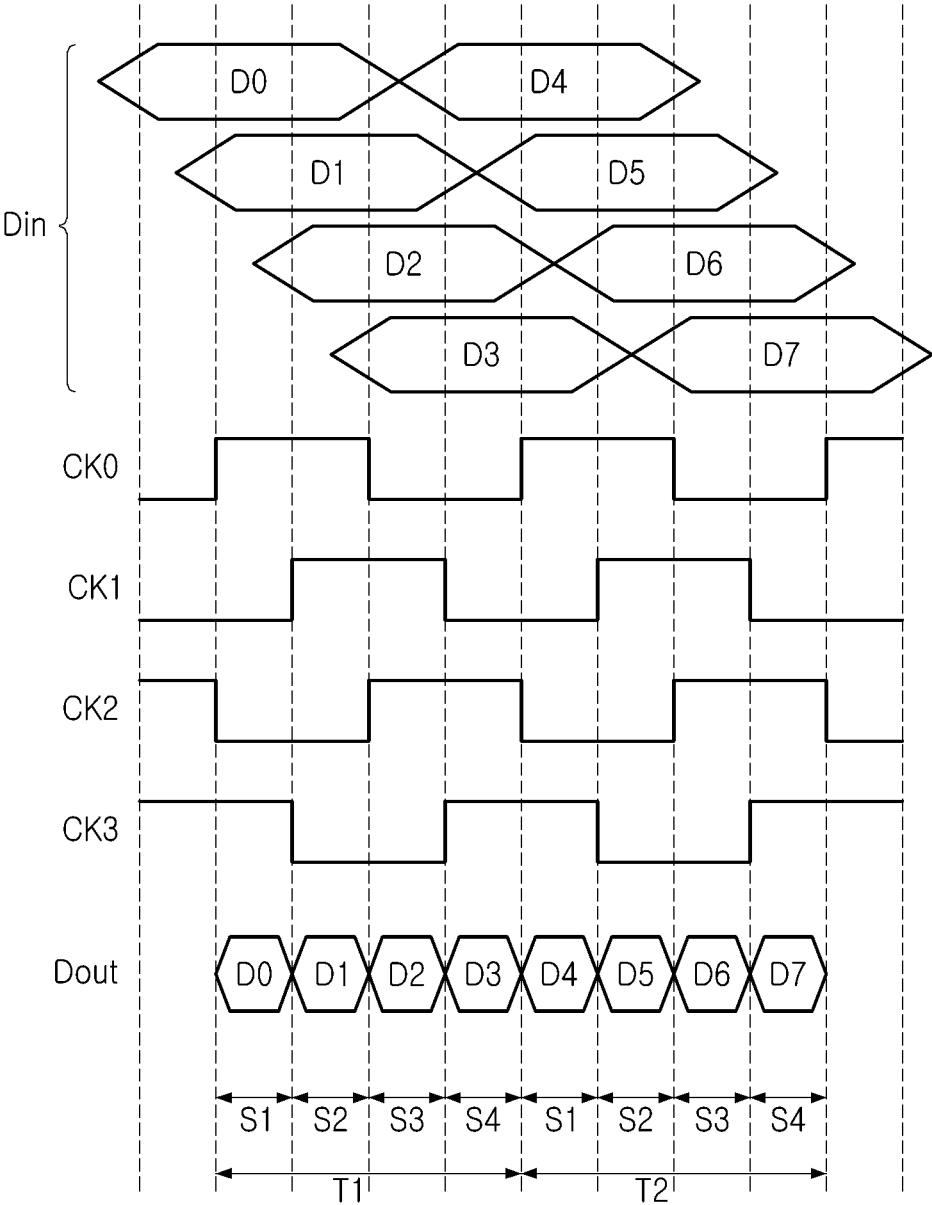 D0 D4
D1 D5
Din
D2 D6
D3 D7
CK0
CK1
CK2
CK3
Dout D0 D1 D2 D3 D4 D5 D6 D7
S1 S2 S3 S4 S1 S2 S3 S4
T1 T2